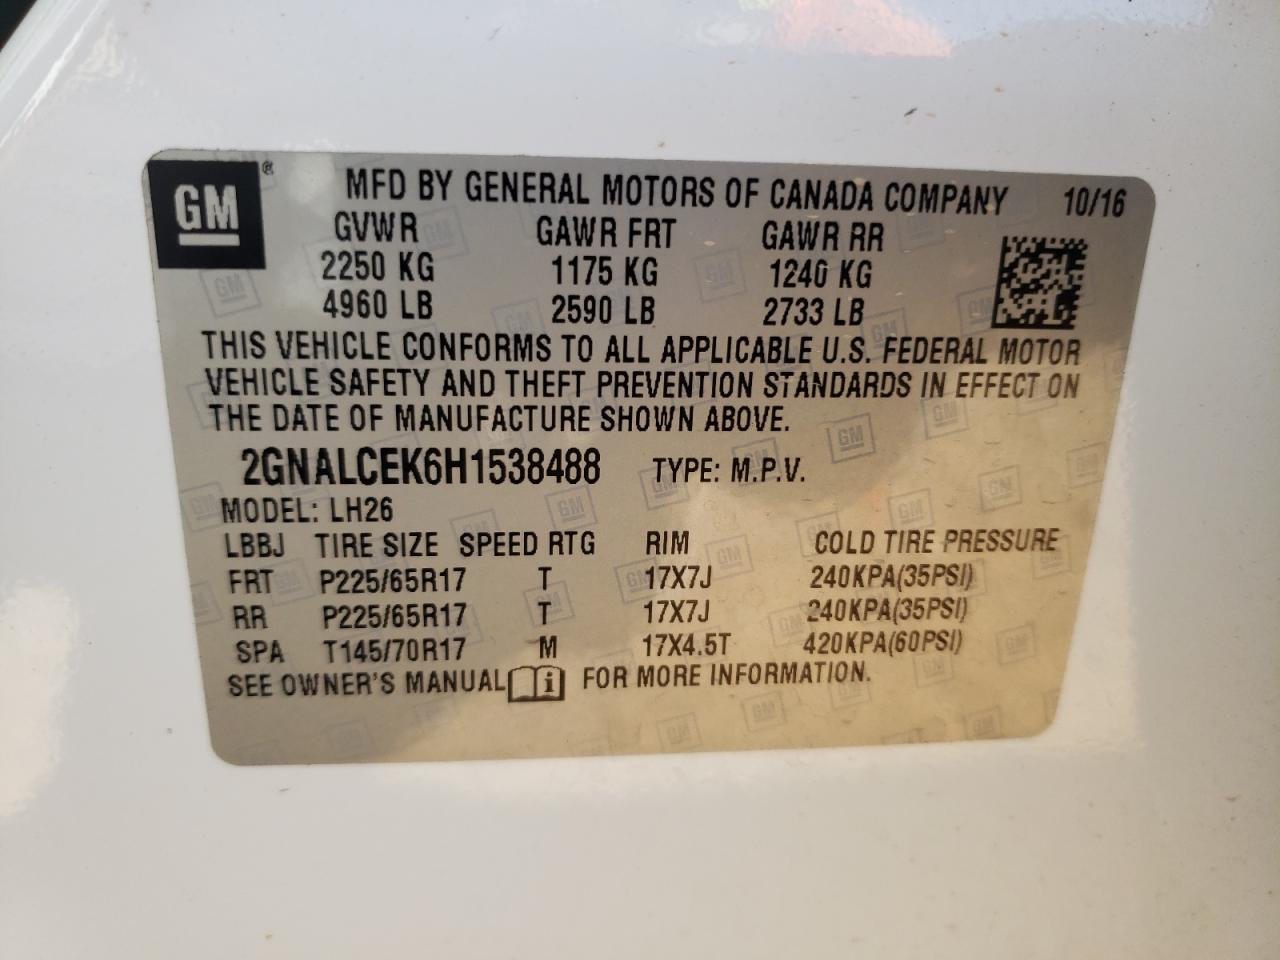 GM ® MFD BY GENERAL MOTORS OF CANADA COMPANY 10/16
GVWR GAWR FRT GAWR RR
2250 KG 1175 KG 1240 KG
4960 LB 2590 LB 2733 LB
THIS VEHICLE CONFORMS TO ALL APPLICABLE U.S. FEDERAL MOTOR
VEHICLE SAFETY AND THEFT PREVENTION STANDARDS IN EFFECT ON
THE DATE OF MANUFACTURE SHOWN ABOVE.
2GNALCEK6H1538488 TYPE: M.P.V.
MODEL: LH26
LBBJ TIRE SIZE SPEED RTG RIM COLD TIRE PRESSURE
FRT P225/65R17 T 17X7J 240KPA(35PSI)
RR P225/65R17 T 17X7J 240KPA(35PSI)
SPA T145/70R17 M 17X4.5T 420KPA(60PSI)
SEE OWNER'S MANUAL i FOR MORE INFORMATION.